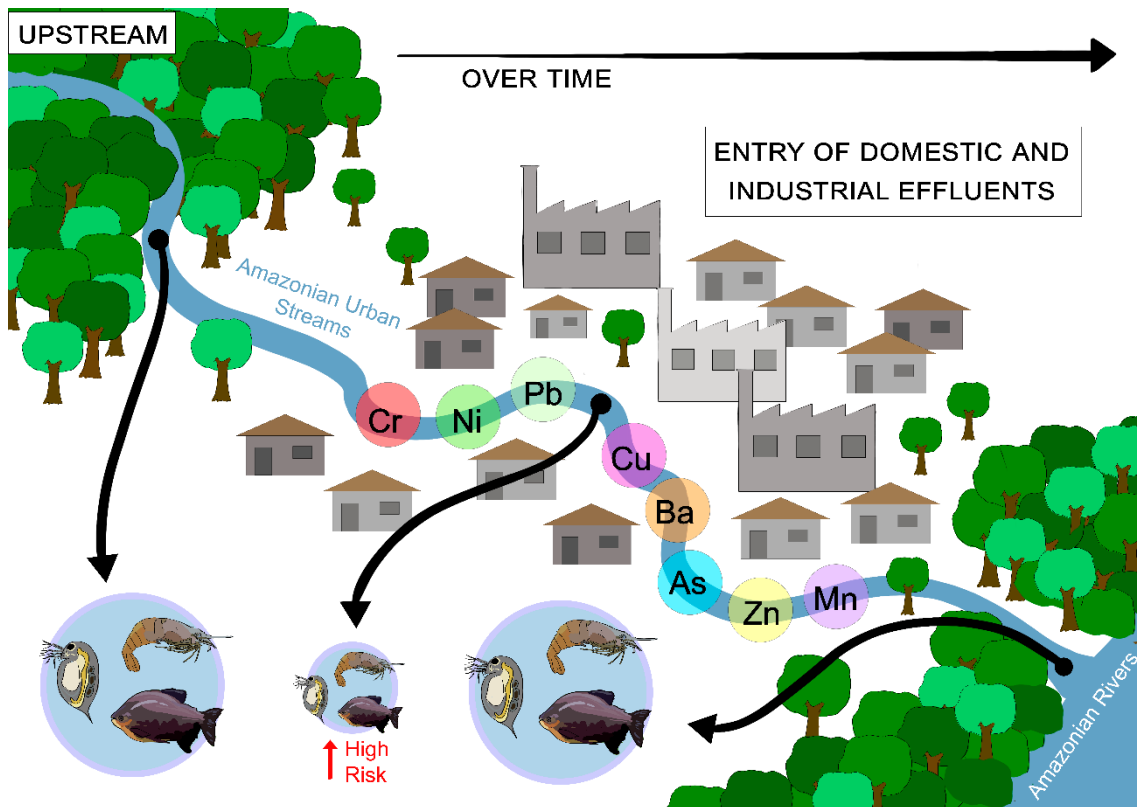 UPSTREAM
OVER TIME
ENTRY OF DOMESTIC AND
INDUSTRIAL EFFLUENTS
Amazonian Urban
Streams
Cr
Ni
Pb
Cu
Ba
As
Zn
Mn
High
Risk
Amazonian Rivers